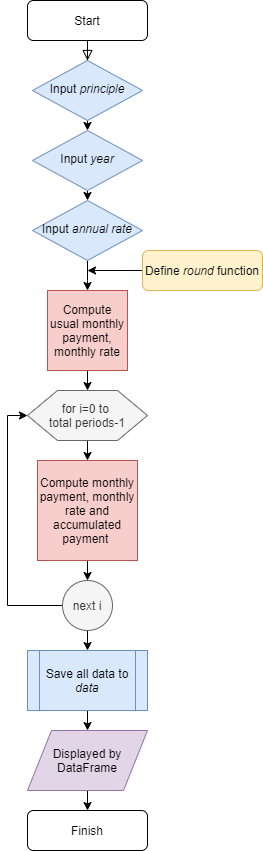 Start
Input principle
Input year
Input annual rate
Define round function
Compute
usual monthly
payment,
monthly rate
for i=0 to
total periods-1
Compute monthly
payment, monthly
rate and
accumulated
payment
next i
Save all data to
data
Displayed by
DataFrame
Finish